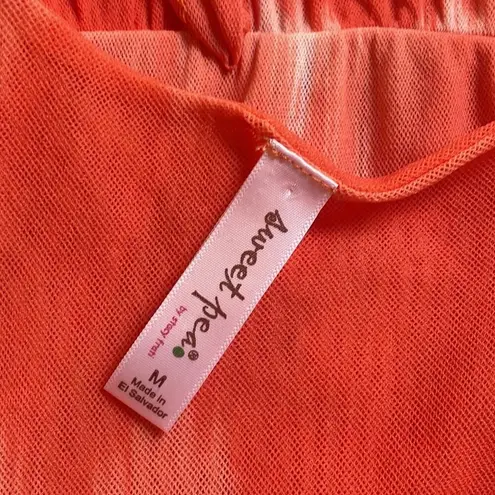 sweet pea®
by stacy frati
M
Made in
El Salvador